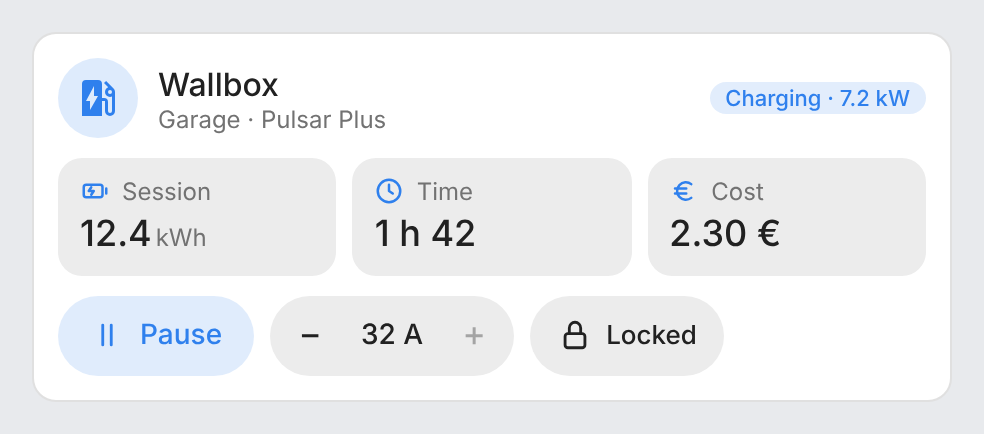 Wallbox
Garage · Pulsar Plus
Charging · 7.2 kW
Session
12.4 kWh
Time
1 h 42
€ Cost
2.30 €
Pause
− 32 A +
Locked